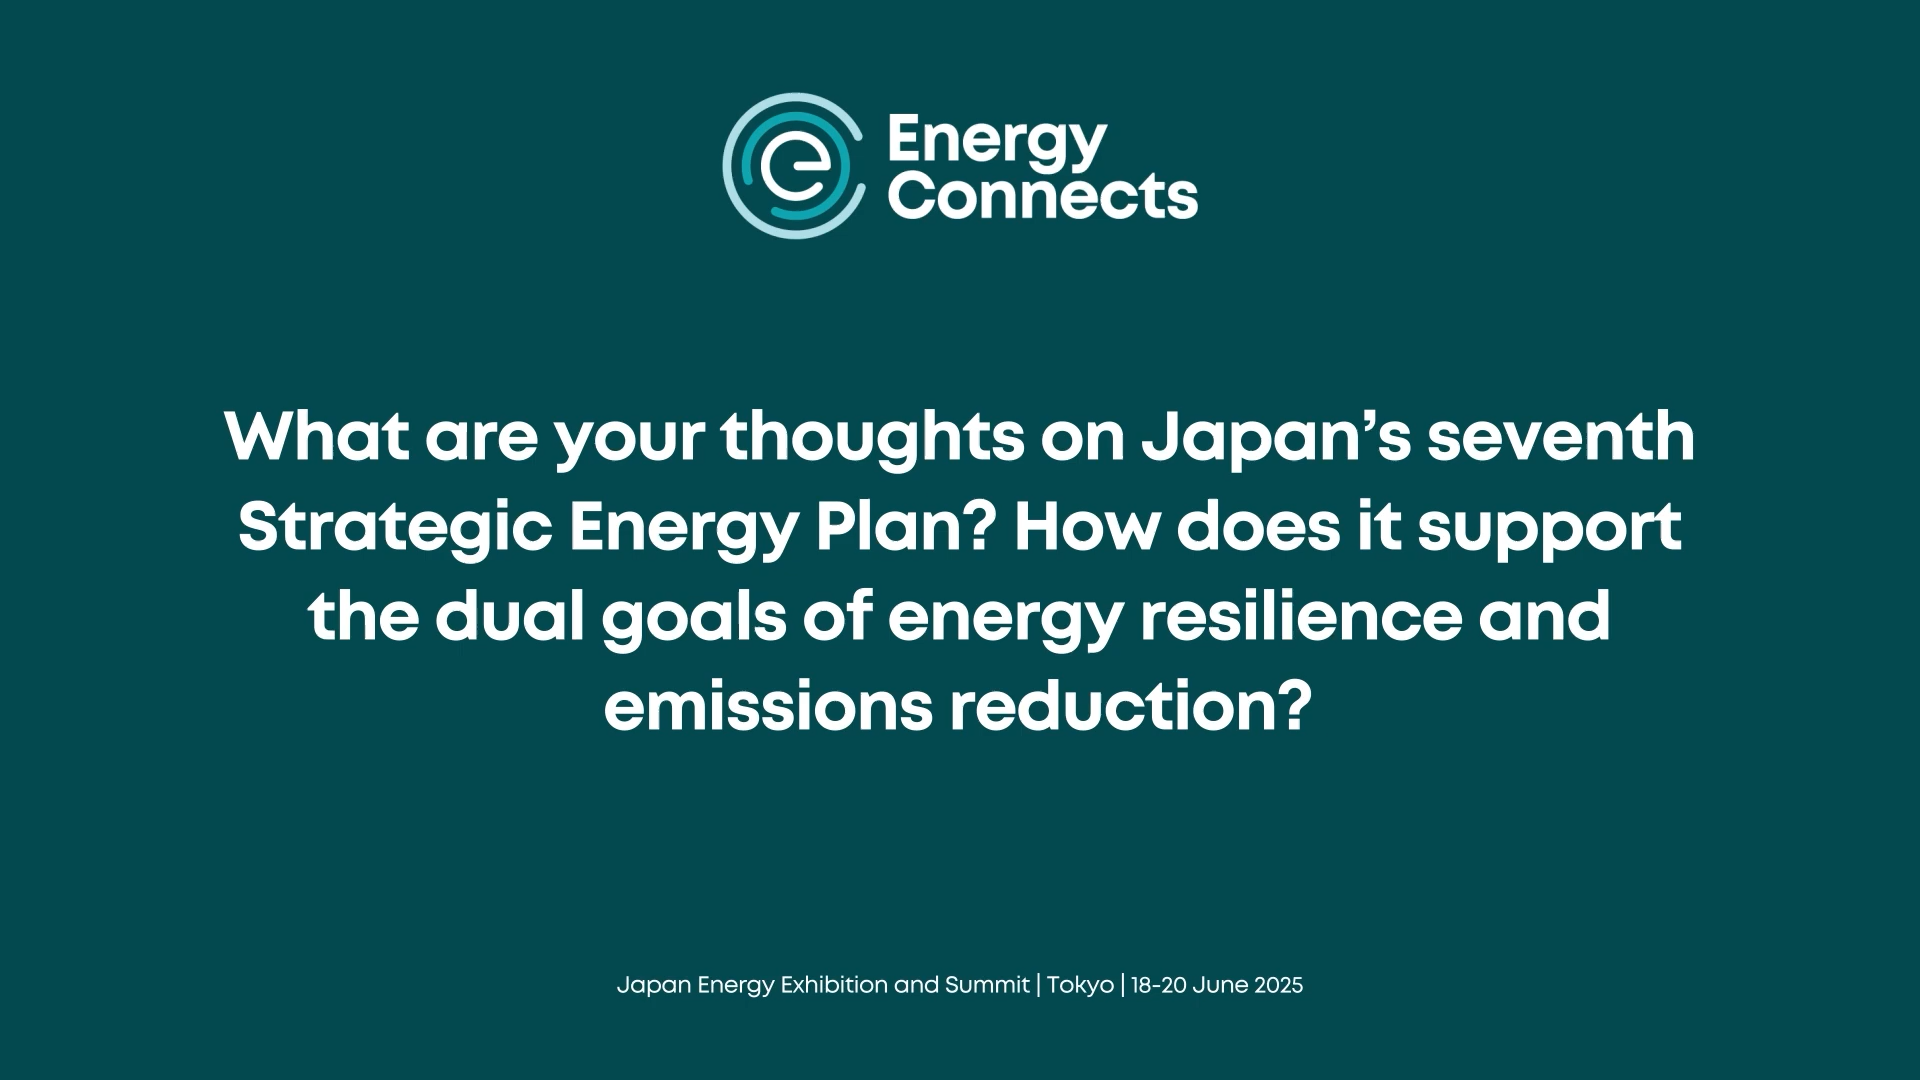 Energy
Connects
What are your thoughts on Japan’s seventh
Strategic Energy Plan? How does it support
the dual goals of energy resilience and
emissions reduction?
Japan Energy Exhibition and Summit | Tokyo | 18-20 June 2025